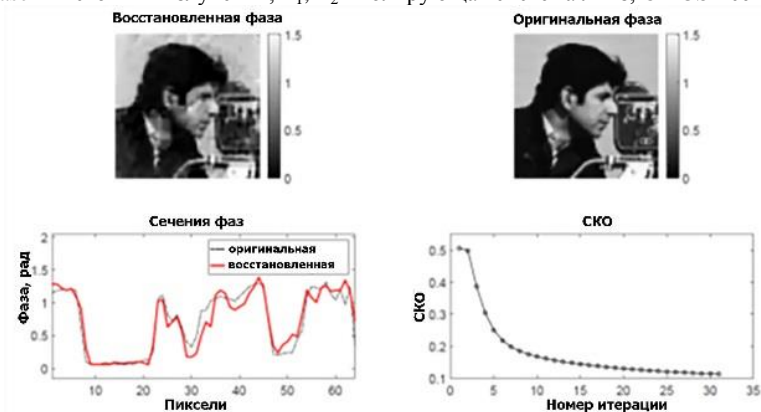 Восстановленная фаза
Оригинальная фаза
1.5
1
0.5
0
1.5
1
0.5
0
Сечения фаз
Фаза, рад
2
1.5
1
0.5
0
оригинальная
восстановленная
10 20 30 40 50 60
Пиксели
СКО
СКО
0.5
0.4
0.3
0.2
0.1
0 5 10 15 20 25 30 35
Номер итерации